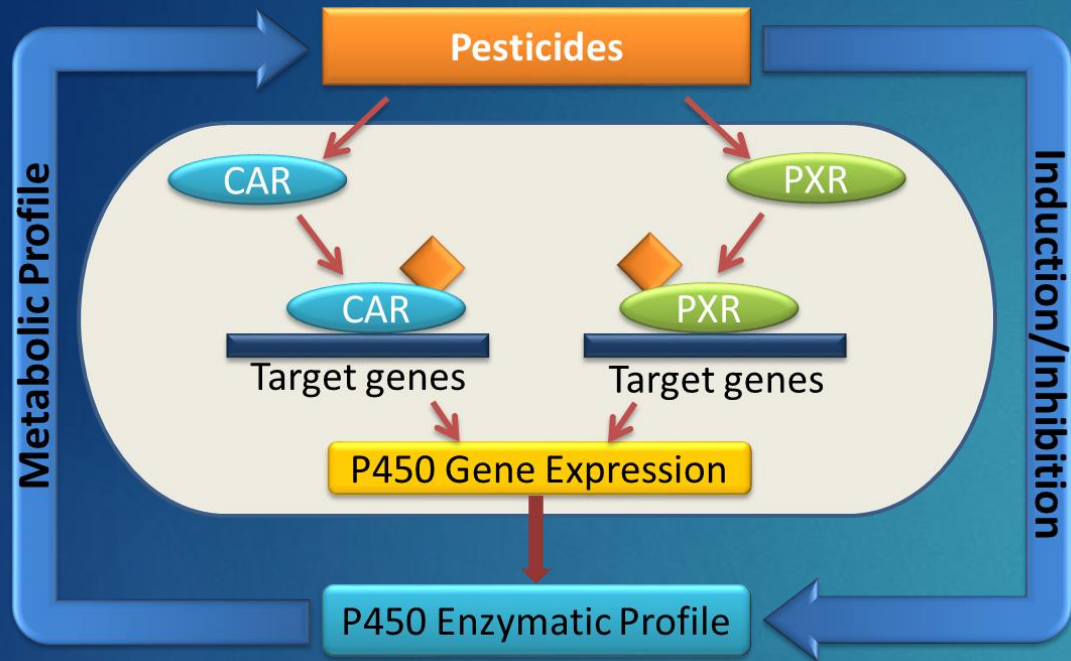 Pesticides
CAR
PXR
CAR
PXR
Target genes
Target genes
P450 Gene Expression
P450 Enzymatic Profile
Metabolic Profile
Induction/Inhibition